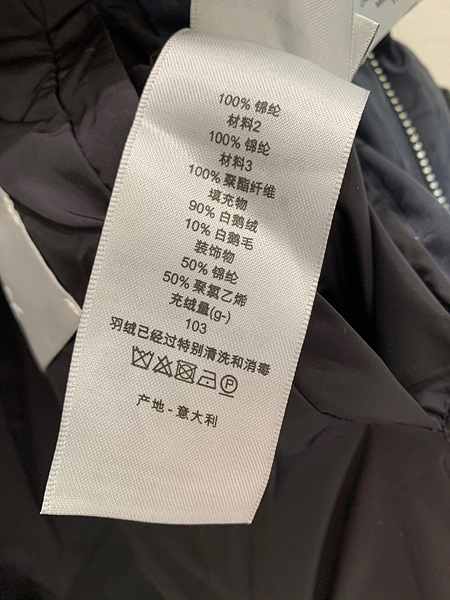 100% 锦纶
材料2
100% 锦纶
材料3
100% 聚酯纤维
填充物
90% 白鹅绒
10% 白鹅毛
装饰物
50% 锦纶
50% 聚氯乙烯
充绒量(g-)
103
羽绒已经过特别清洗和消毒
P
产地 - 意大利